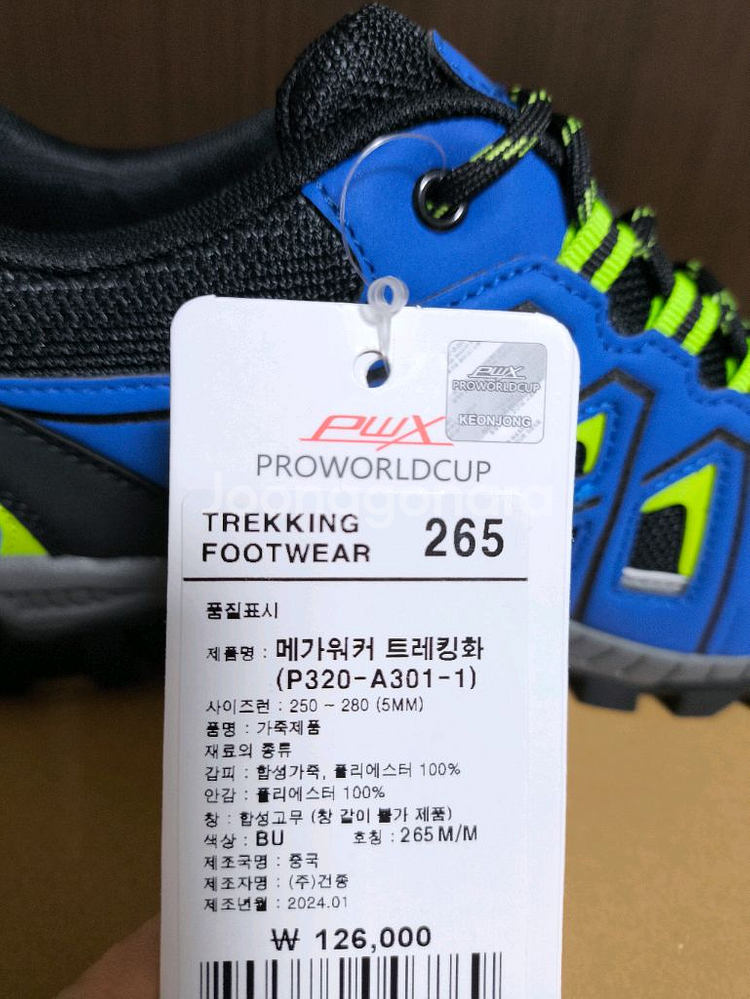 PWX
PROWORLDCUP
KEONJONG
PWX
PROWORLDCUP
Joonggonara
TREKKING
FOOTWEAR 265
품질표시
제품명 : 메가워커 트레킹화
(P320-A301-1)
사이즈런 : 250 ~ 280 (5MM)
품명 : 가죽제품
재료의 종류
갑피 : 합성가죽, 폴리에스터 100%
안감 : 폴리에스터 100%
창 : 합성고무 (창 갈이 불가 제품)
색상 : BU 호칭 : 265M/M
제조국명 : 중국
제조자명 : (주)건종
제조년월 : 2024.01
₩ 126,000